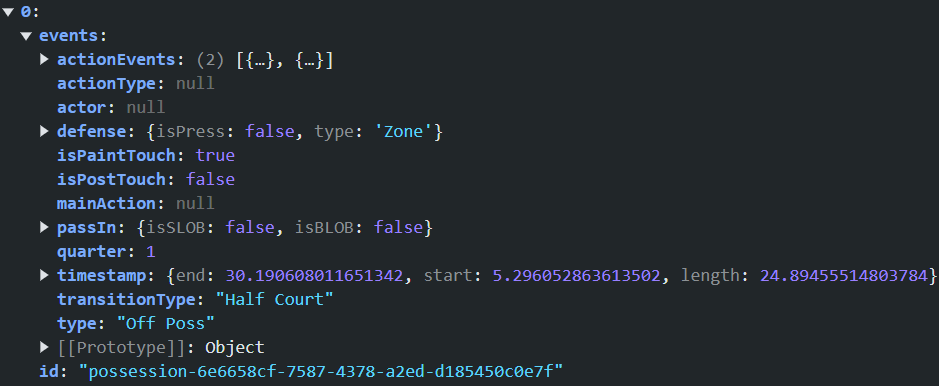 0:
events:
actionEvents: (2) [{…}, {…}]
actionType: null
actor: null
defense: {isPress: false, type: 'Zone'}
isPaintTouch: true
isPostTouch: false
mainAction: null
passIn: {isSLOB: false, isBLOB: false}
quarter: 1
timestamp: {end: 30.190608011651342, start: 5.296052863613502, length: 24.89455514803784}
transitionType: "Half Court"
type: "Off Poss"
[[Prototype]]: Object
id: "possession-6e6658cf-7587-4378-a2ed-d185450c0e7f"